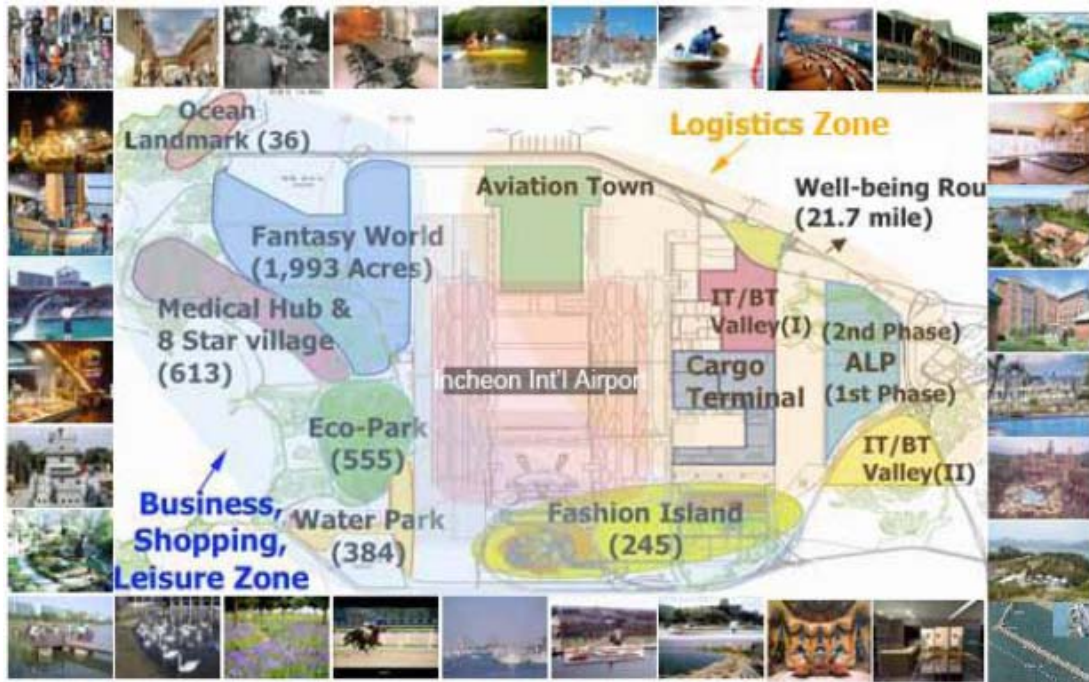 Ocean
Landmark (36)
Logistics Zone
Aviation Town
Well-being Rou
(21.7 mile)
Fantasy World
(1,993 Acres)
Medical Hub &
8 Star village
(613)
IT/BT
Valley(I)
(2nd Phase)
ALP
(1st Phase)
Cargo
Terminal
Incheon Int'l Airport
Eco-Park
(555)
IT/BT
Valley(II)
Business,
Shopping,
Leisure Zone
Water Park
(384)
Fashion Island
(245)